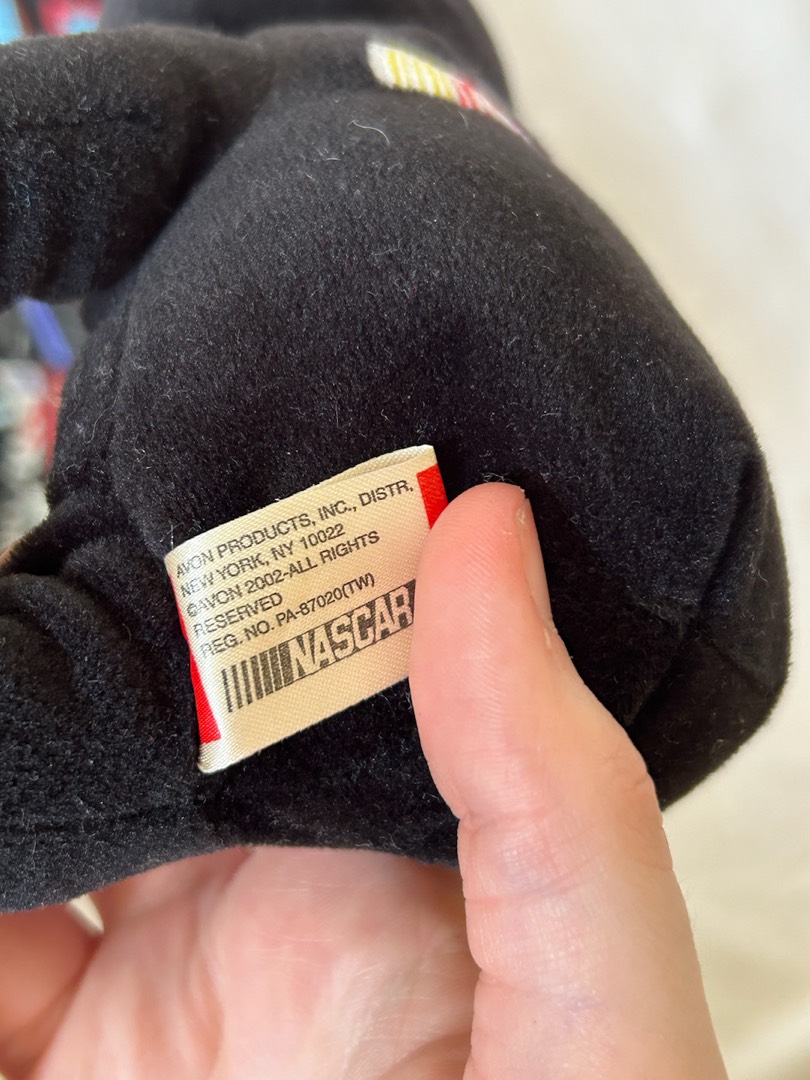 AVON PRODUCTS, INC., DISTR.
NEW YORK, NY 10022
©AVON 2002-ALL RIGHTS
RESERVED
REG. NO. PA-87020(TW)
NASCAR